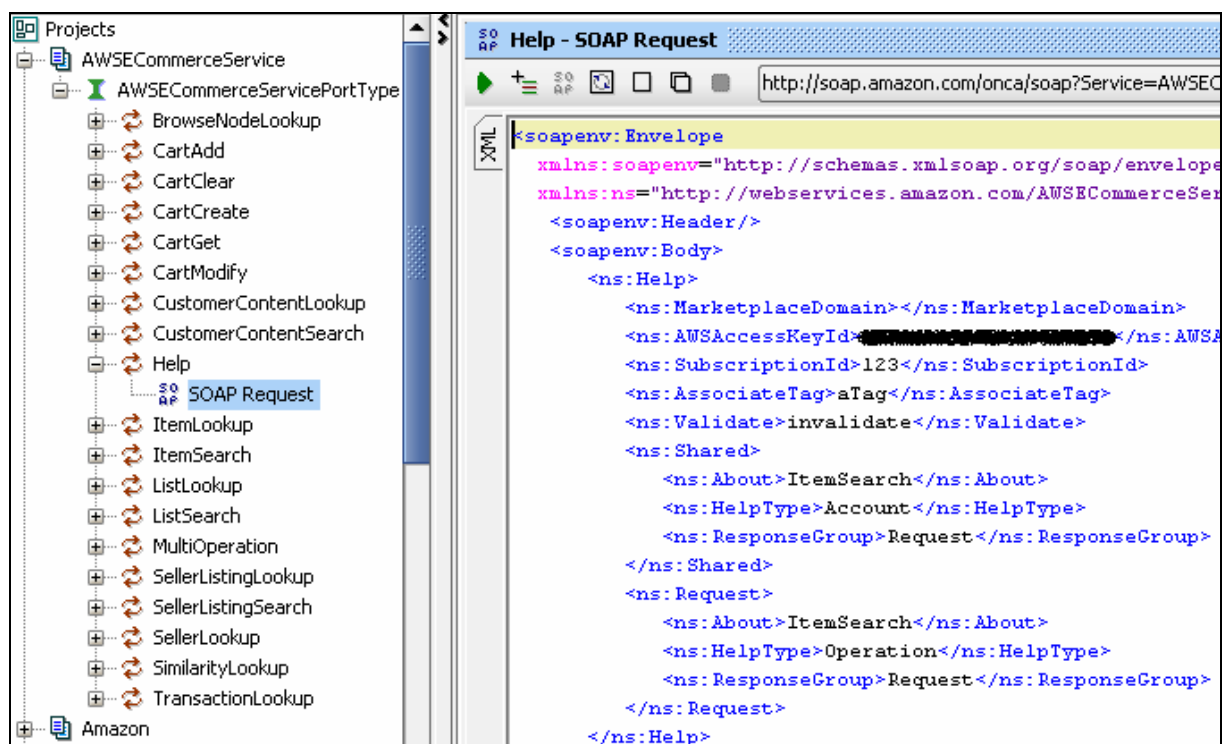 Projects
AWSECommerceService
AWSECommerceServicePortType
BrowseNodeLookup
CartAdd
CartClear
CartCreate
CartGet
CartModify
CustomerContentLookup
CustomerContentSearch
Help
SOAP Request
ItemLookup
ItemSearch
ListLookup
ListSearch
MultiOperation
SellerListingLookup
SellerListingSearch
SellerLookup
SimilarityLookup
TransactionLookup
Amazon
SOAP Help - SOAP Request
SOAP http://soap.amazon.com/onca/soap?Service=AWSEC
XML
<soapenv:Envelope
xmlns:soapenv="http://schemas.xmlsoap.org/soap/envelope
xmlns:ns="http://webservices.amazon.com/AWSECommerceSer
<soapenv:Header/>
<soapenv:Body>
<ns:Help>
<ns:MarketplaceDomain></ns:MarketplaceDomain>
<ns:AWSAccessKeyId></ns:AWSA
<ns:SubscriptionId>123</ns:SubscriptionId>
<ns:AssociateTag>aTag</ns:AssociateTag>
<ns:Validate>invalidate</ns:Validate>
<ns:Shared>
<ns:About>ItemSearch</ns:About>
<ns:HelpType>Account</ns:HelpType>
<ns:ResponseGroup>Request</ns:ResponseGroup>
</ns:Shared>
<ns:Request>
<ns:About>ItemSearch</ns:About>
<ns:HelpType>Operation</ns:HelpType>
<ns:ResponseGroup>Request</ns:ResponseGroup>
</ns:Request>
</ns:Help>